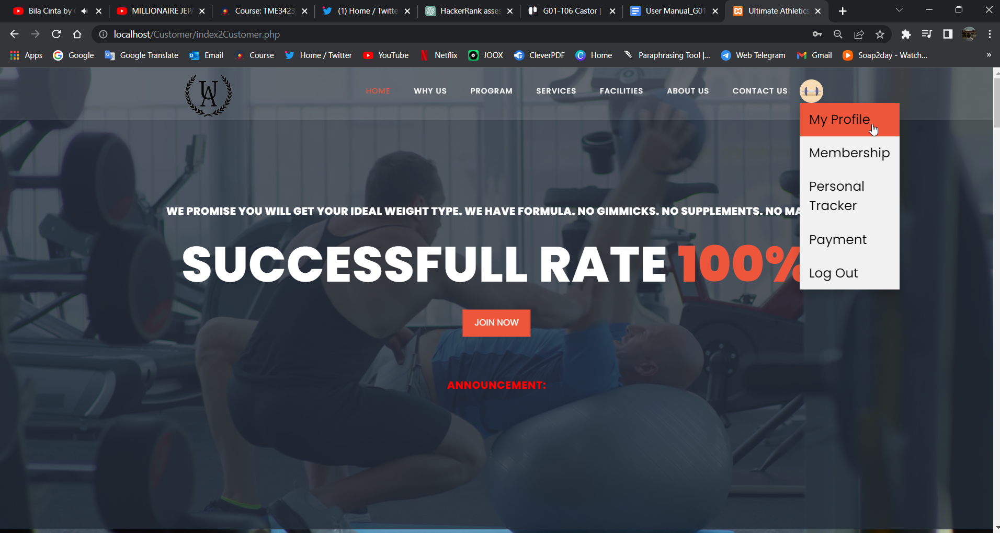 Bila Cinta by
MILLIONAIRE JEP
Course: TME3423
(1) Home / Twitte
HackerRank asses
G01-T06 Castor |
User Manual_G01
Ultimate Athletics
localhost/Customer/index2Customer.php
Apps
Google
Google Translate
Email
Course
Home / Twitter
YouTube
Netflix
JOOX
CleverPDF
Home
Paraphrasing Tool |...
Web Telegram
Gmail
Soap2day - Watch...
»
UA
HOME
WHY US
PROGRAM
SERVICES
FACILITIES
ABOUT US
CONTACT US
My Profile
Membership
Personal
Tracker
Payment
Log Out
WE PROMISE YOU WILL GET YOUR IDEAL WEIGHT TYPE. WE HAVE FORMULA. NO GIMMICKS. NO SUPPLEMENTS. NO MA
SUCCESSFULL RATE 100%
JOIN NOW
ANNOUNCEMENT: